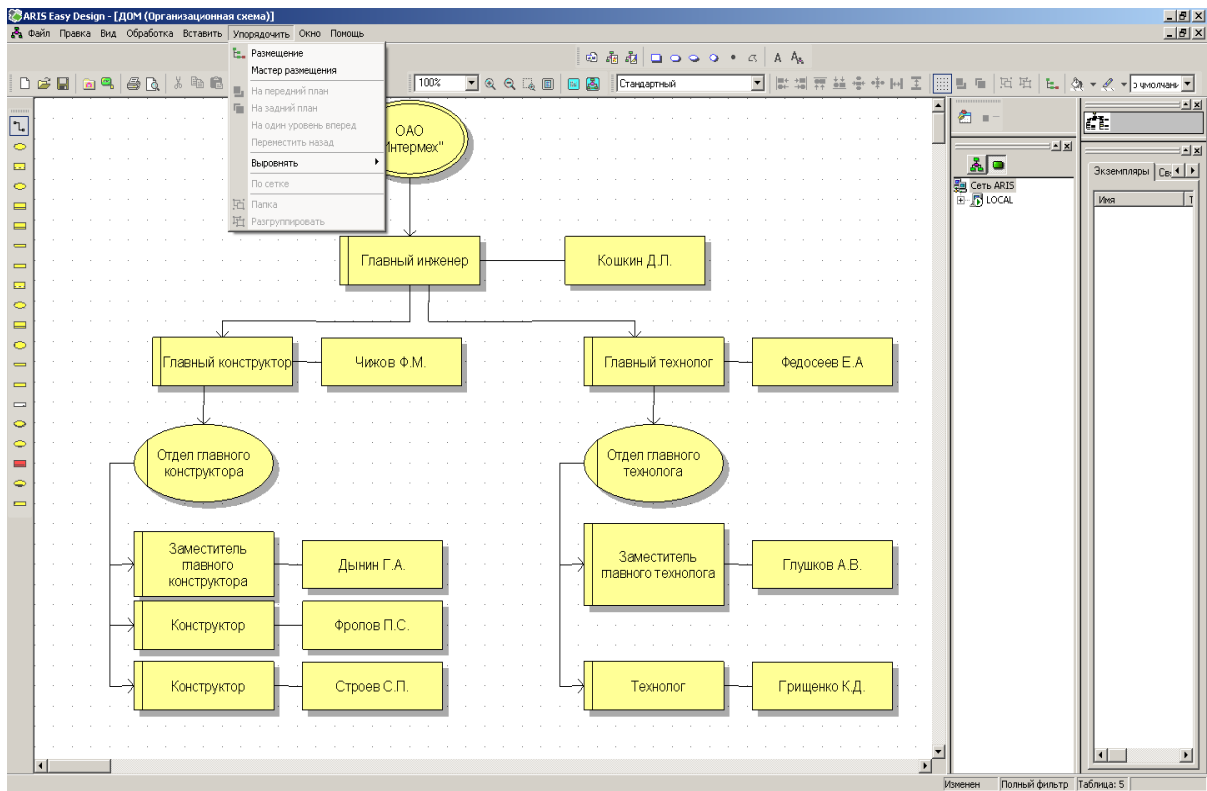 ARIS Easy Design - [ДОМ (Организационная схема)]
Файл Правка Вид Обработка Вставить Упорядочить Окно Помощь
Размещение
Мастер размещения
На передний план
На задний план
На один уровень вперед
Переместить назад
Выровнять
По сетке
Папка
Разгруппировать
100%
Стандартный
ОАО
Интермех"
Главный инженер
Кошкин Д.Л.
Главный конструктор
Чижов Ф.М.
Главный технолог
Федосеев Е.А
Отдел главного
конструктора
Отдел главного
технолога
Заместитель
главного
конструктора
Дынин Г.А.
Заместитель
главного технолога
Глушков А.В.
Конструктор
Фролов П.С.
Конструктор
Строев С.П.
Технолог
Грищенко К.Д.
Сеть ARIS
LOCAL
Экземпляры
Имя
Изменен Полный фильтр Таблица: 5